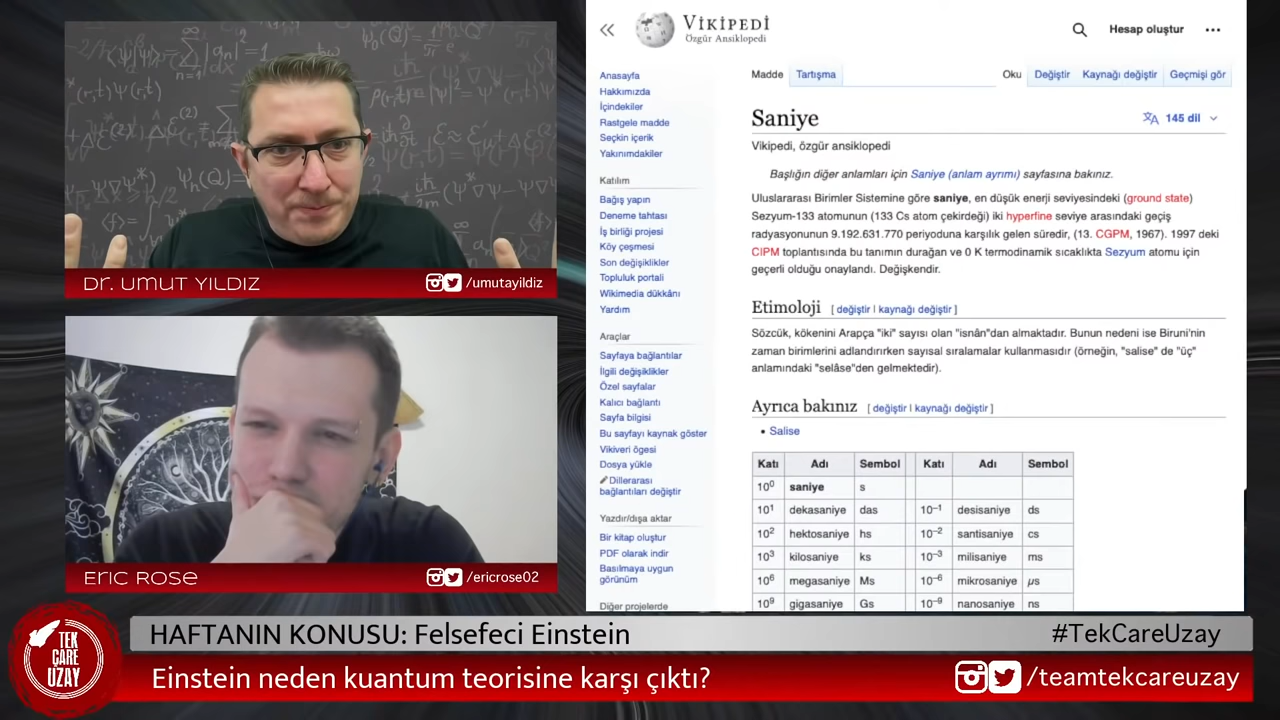 DR. UMUT YILDIZ
/umutayildiz
ERIC ROSE
/ericrose02
VİKİPEDİ
Özgür Ansiklopedi
Hesap oluştur
Anasayfa
Hakkımızda
İçindekiler
Rastgele madde
Seçkin içerik
Yakınımdakiler
Katılım
Bağış yapın
Deneme tahtası
İş birliği projesi
Köy çeşmesi
Son değişiklikler
Topluluk portali
Wikimedia dükkânı
Yardım
Araçlar
Sayfaya bağlantılar
İlgili değişiklikler
Özel sayfalar
Kalıcı bağlantı
Sayfa bilgisi
Bu sayfayı kaynak göster
Vikiveri ögesi
Dosya yükle
Dillerarası
bağlantıları değiştir
Yazdır/dışa aktar
Bir kitap oluştur
PDF olarak indir
Basılmaya uygun
görünüm
Diğer projelerde
Madde Tartışma Oku Değiştir Kaynağı değiştir Geçmişi gör
Saniye 145 dil
Vikipedi, özgür ansiklopedi
Başlığın diğer anlamları için Saniye (anlam ayrımı) sayfasına bakınız.
Uluslararası Birimler Sistemine göre saniye, en düşük enerji seviyesindeki (ground state)
Sezyum-133 atomunun (133 Cs atom çekirdeği) iki hyperfine seviye arasındaki geçiş
radyasyonunun 9.192.631.770 periyoduna karşılık gelen süredir, (13. CGPM, 1967). 1997 deki
CIPM toplantısında bu tanımın durağan ve 0 K termodinamik sıcaklıkta Sezyum atomu için
geçerli olduğu onaylandı. Değişkendir.
Etimoloji [ değiştir | kaynağı değiştir ]
Sözcük, kökenini Arapça "iki" sayısı olan "isnân"dan almaktadır. Bunun nedeni ise Biruni'nin
zaman birimlerini adlandırırken sayısal sıralamalar kullanmasıdır (örneğin, "salise" de "üç"
anlamındaki "selâse"den gelmektedir).
Ayrıca bakınız [ değiştir | kaynağı değiştir ]
• Salise
Katı Adı Sembol Katı Adı Sembol
10⁰ saniye s
10¹ dekasaniye das 10⁻¹ desisaniye ds
10² hektosaniye hs 10⁻² santisaniye cs
10³ kilosaniye ks 10⁻³ milisaniye ms
10⁶ megasaniye Ms 10⁻⁶ mikrosaniye µs
10⁹ gigasaniye Gs 10⁻⁹ nanosaniye ns
TEK
ÇARE
UZAY
HAFTANIN KONUSU: Felsefeci Einstein
#TekCareUzay
Einstein neden kuantum teorisine karşı çıktı?
/teamtekcareuzay